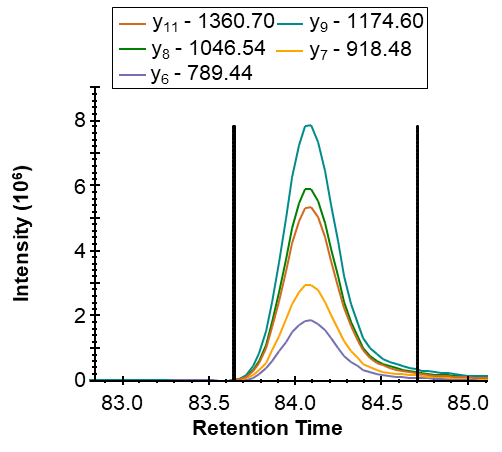 y₁₁ - 1360.70 y₉ - 1174.60
y₈ - 1046.54 y₇ - 918.48
y₆ - 789.44
8
6
4
2
0
Intensity (10⁶)
83.0 83.5 84.0 84.5 85.0
Retention Time